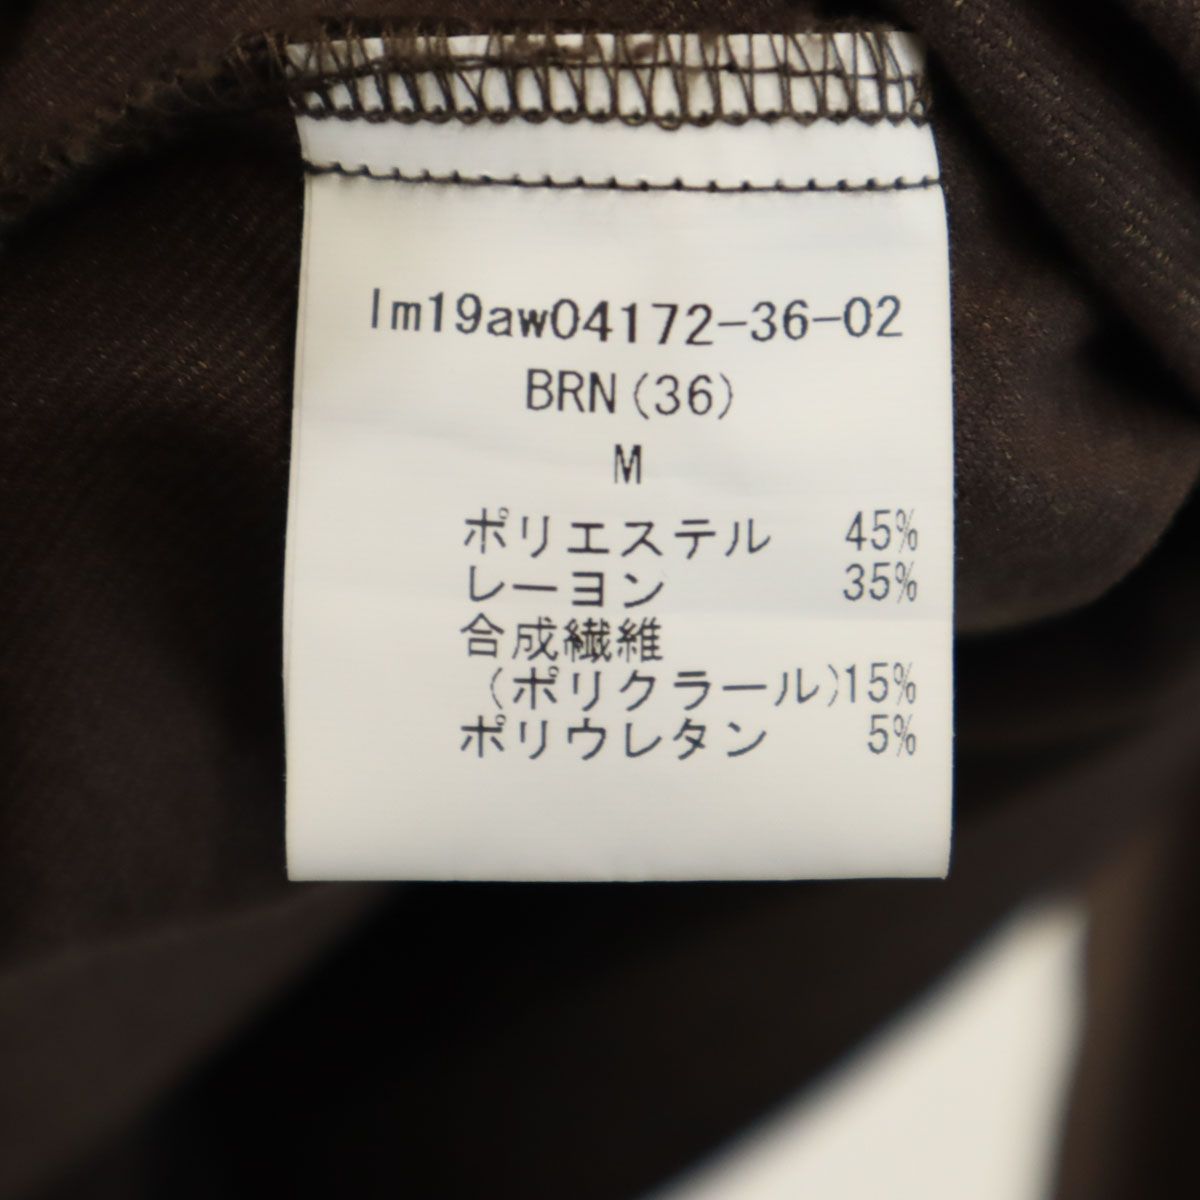 lm19aw04172-36-02
BRN(36)
M
ポリエステル 45%
レーヨン 35%
合成繊維
(ポリクラール)15%
ポリウレタン 5%